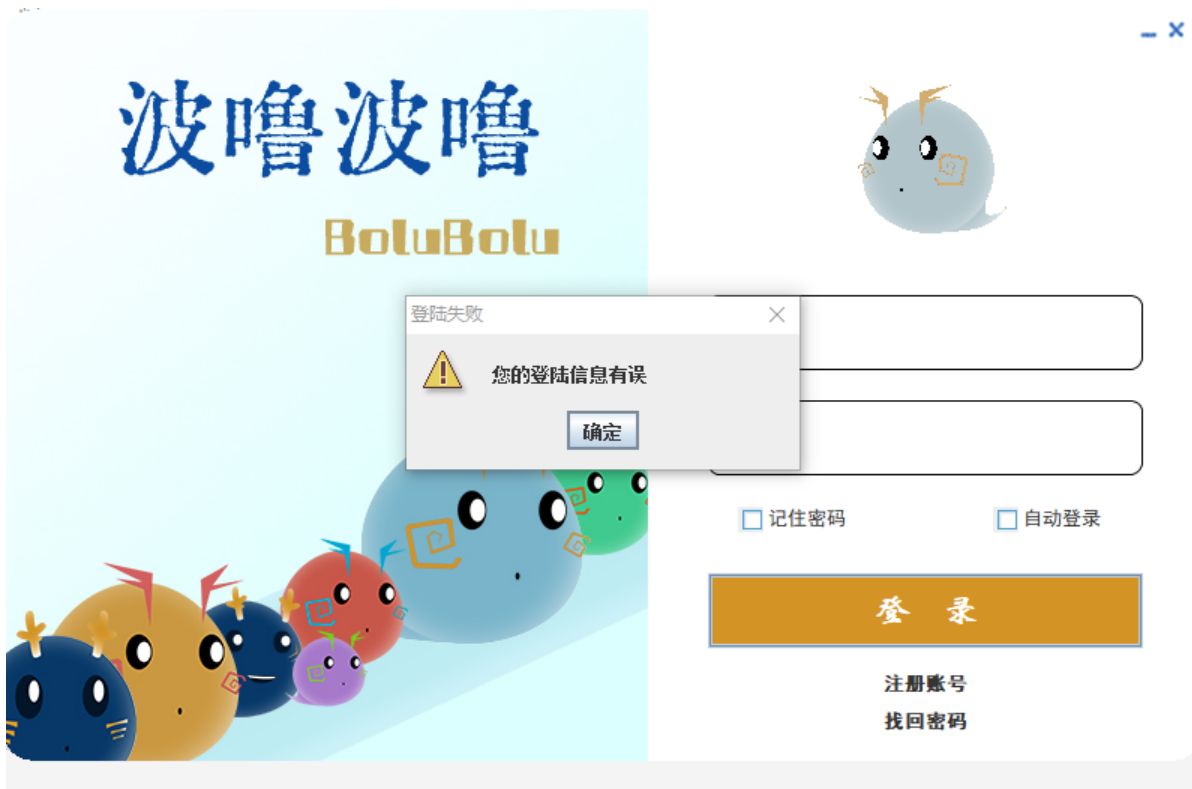 波噜波噜
BoluBolu
登陆失败
您的登陆信息有误
确定
记住密码
自动登录
登 录
注册账号
找回密码